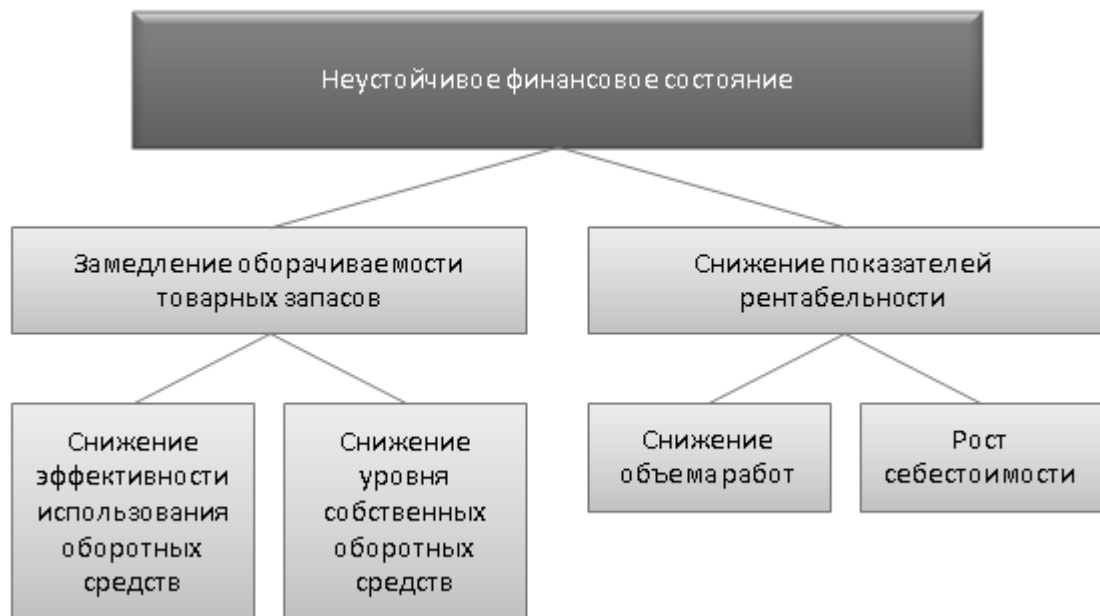 Неустойчивое финансовое состояние
Замедление оборачиваемости
товарных запасов
Снижение показателей
рентабельности
Снижение
эффективности
использования
оборотных
средств
Снижение
уровня
собственных
оборотных
средств
Снижение
объема работ
Рост
себестоимости